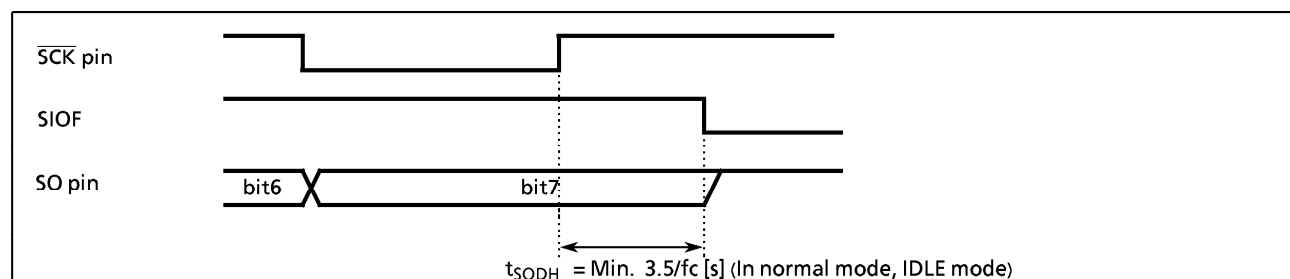 SCK pin
SIOF
SO pin
bit6
bit7
tSODH = Min. 3.5/fc [s] (In normal mode, IDLE mode)